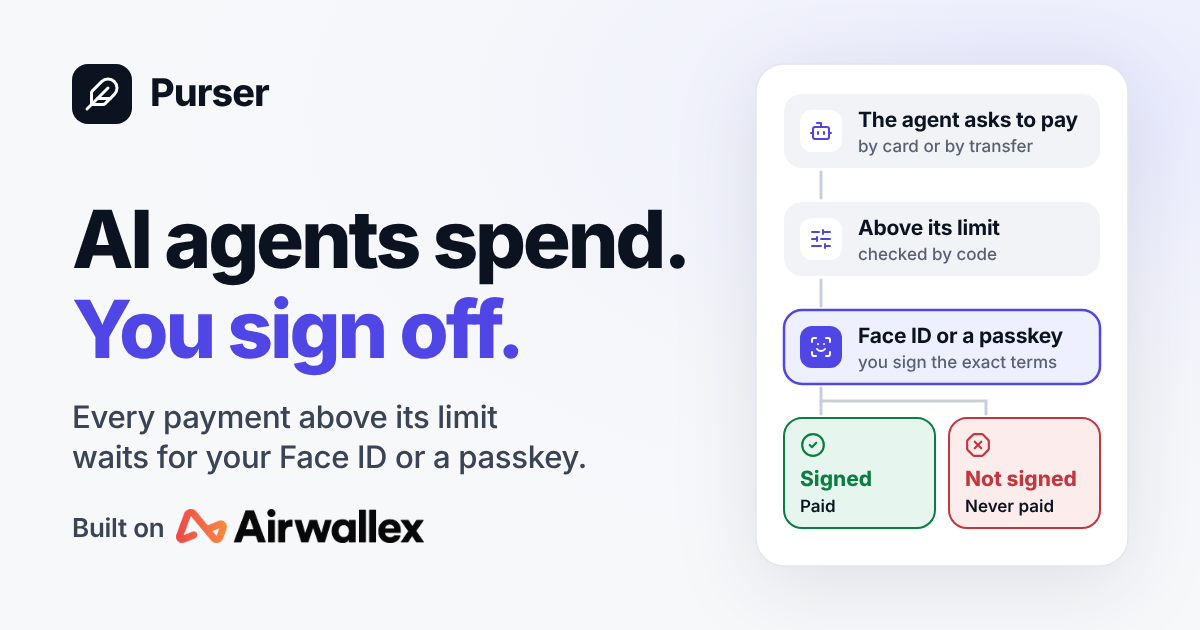 Purser
AI agents spend.
You sign off.
Every payment above its limit
waits for your Face ID or a passkey.
Built on Airwallex
The agent asks to pay
by card or by transfer
Above its limit
checked by code
Face ID or a passkey
you sign the exact terms
Signed
Paid
Not signed
Never paid